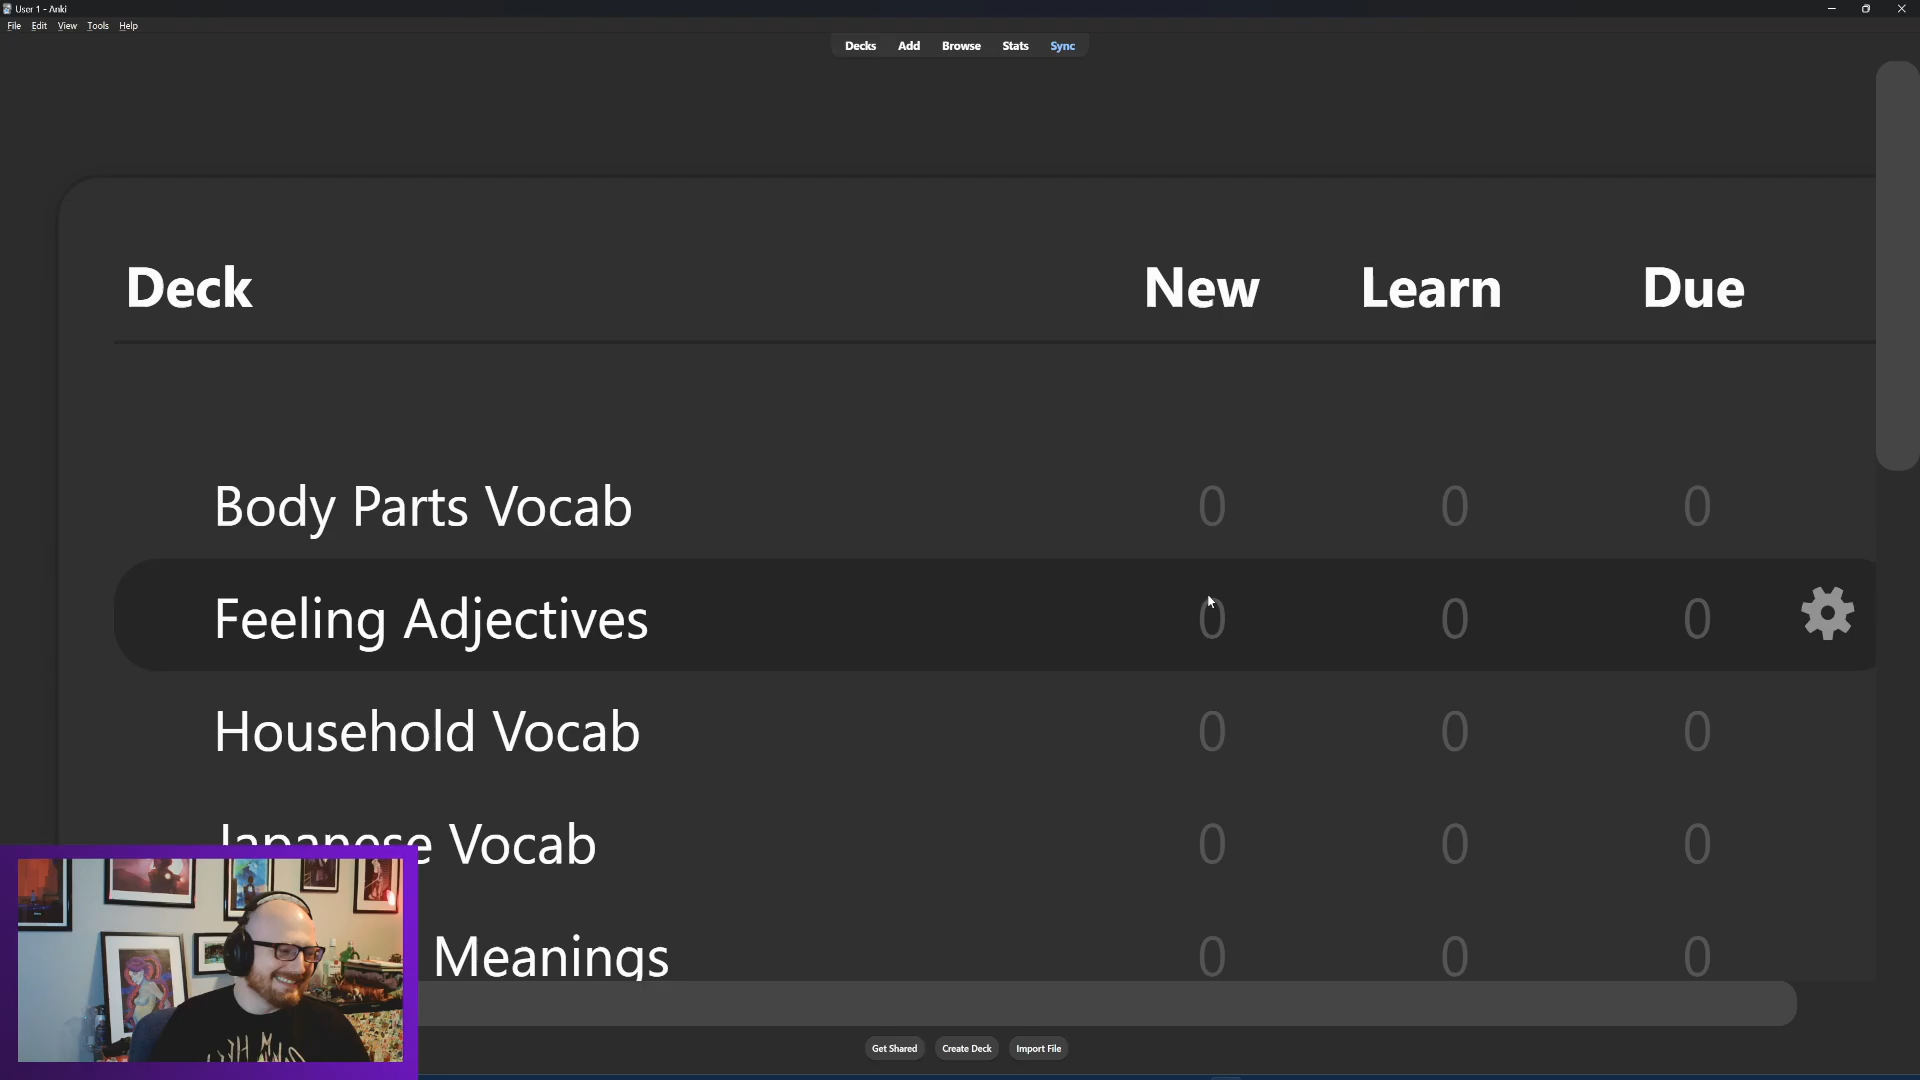 User 1 - Anki
File Edit View Tools Help
Decks Add Browse Stats Sync
Deck New Learn Due
Body Parts Vocab 0 0 0
Feeling Adjectives 0 0 0
Household Vocab 0 0 0
Japanese Vocab 0 0 0
Meanings 0 0 0
Get Shared Create Deck Import File